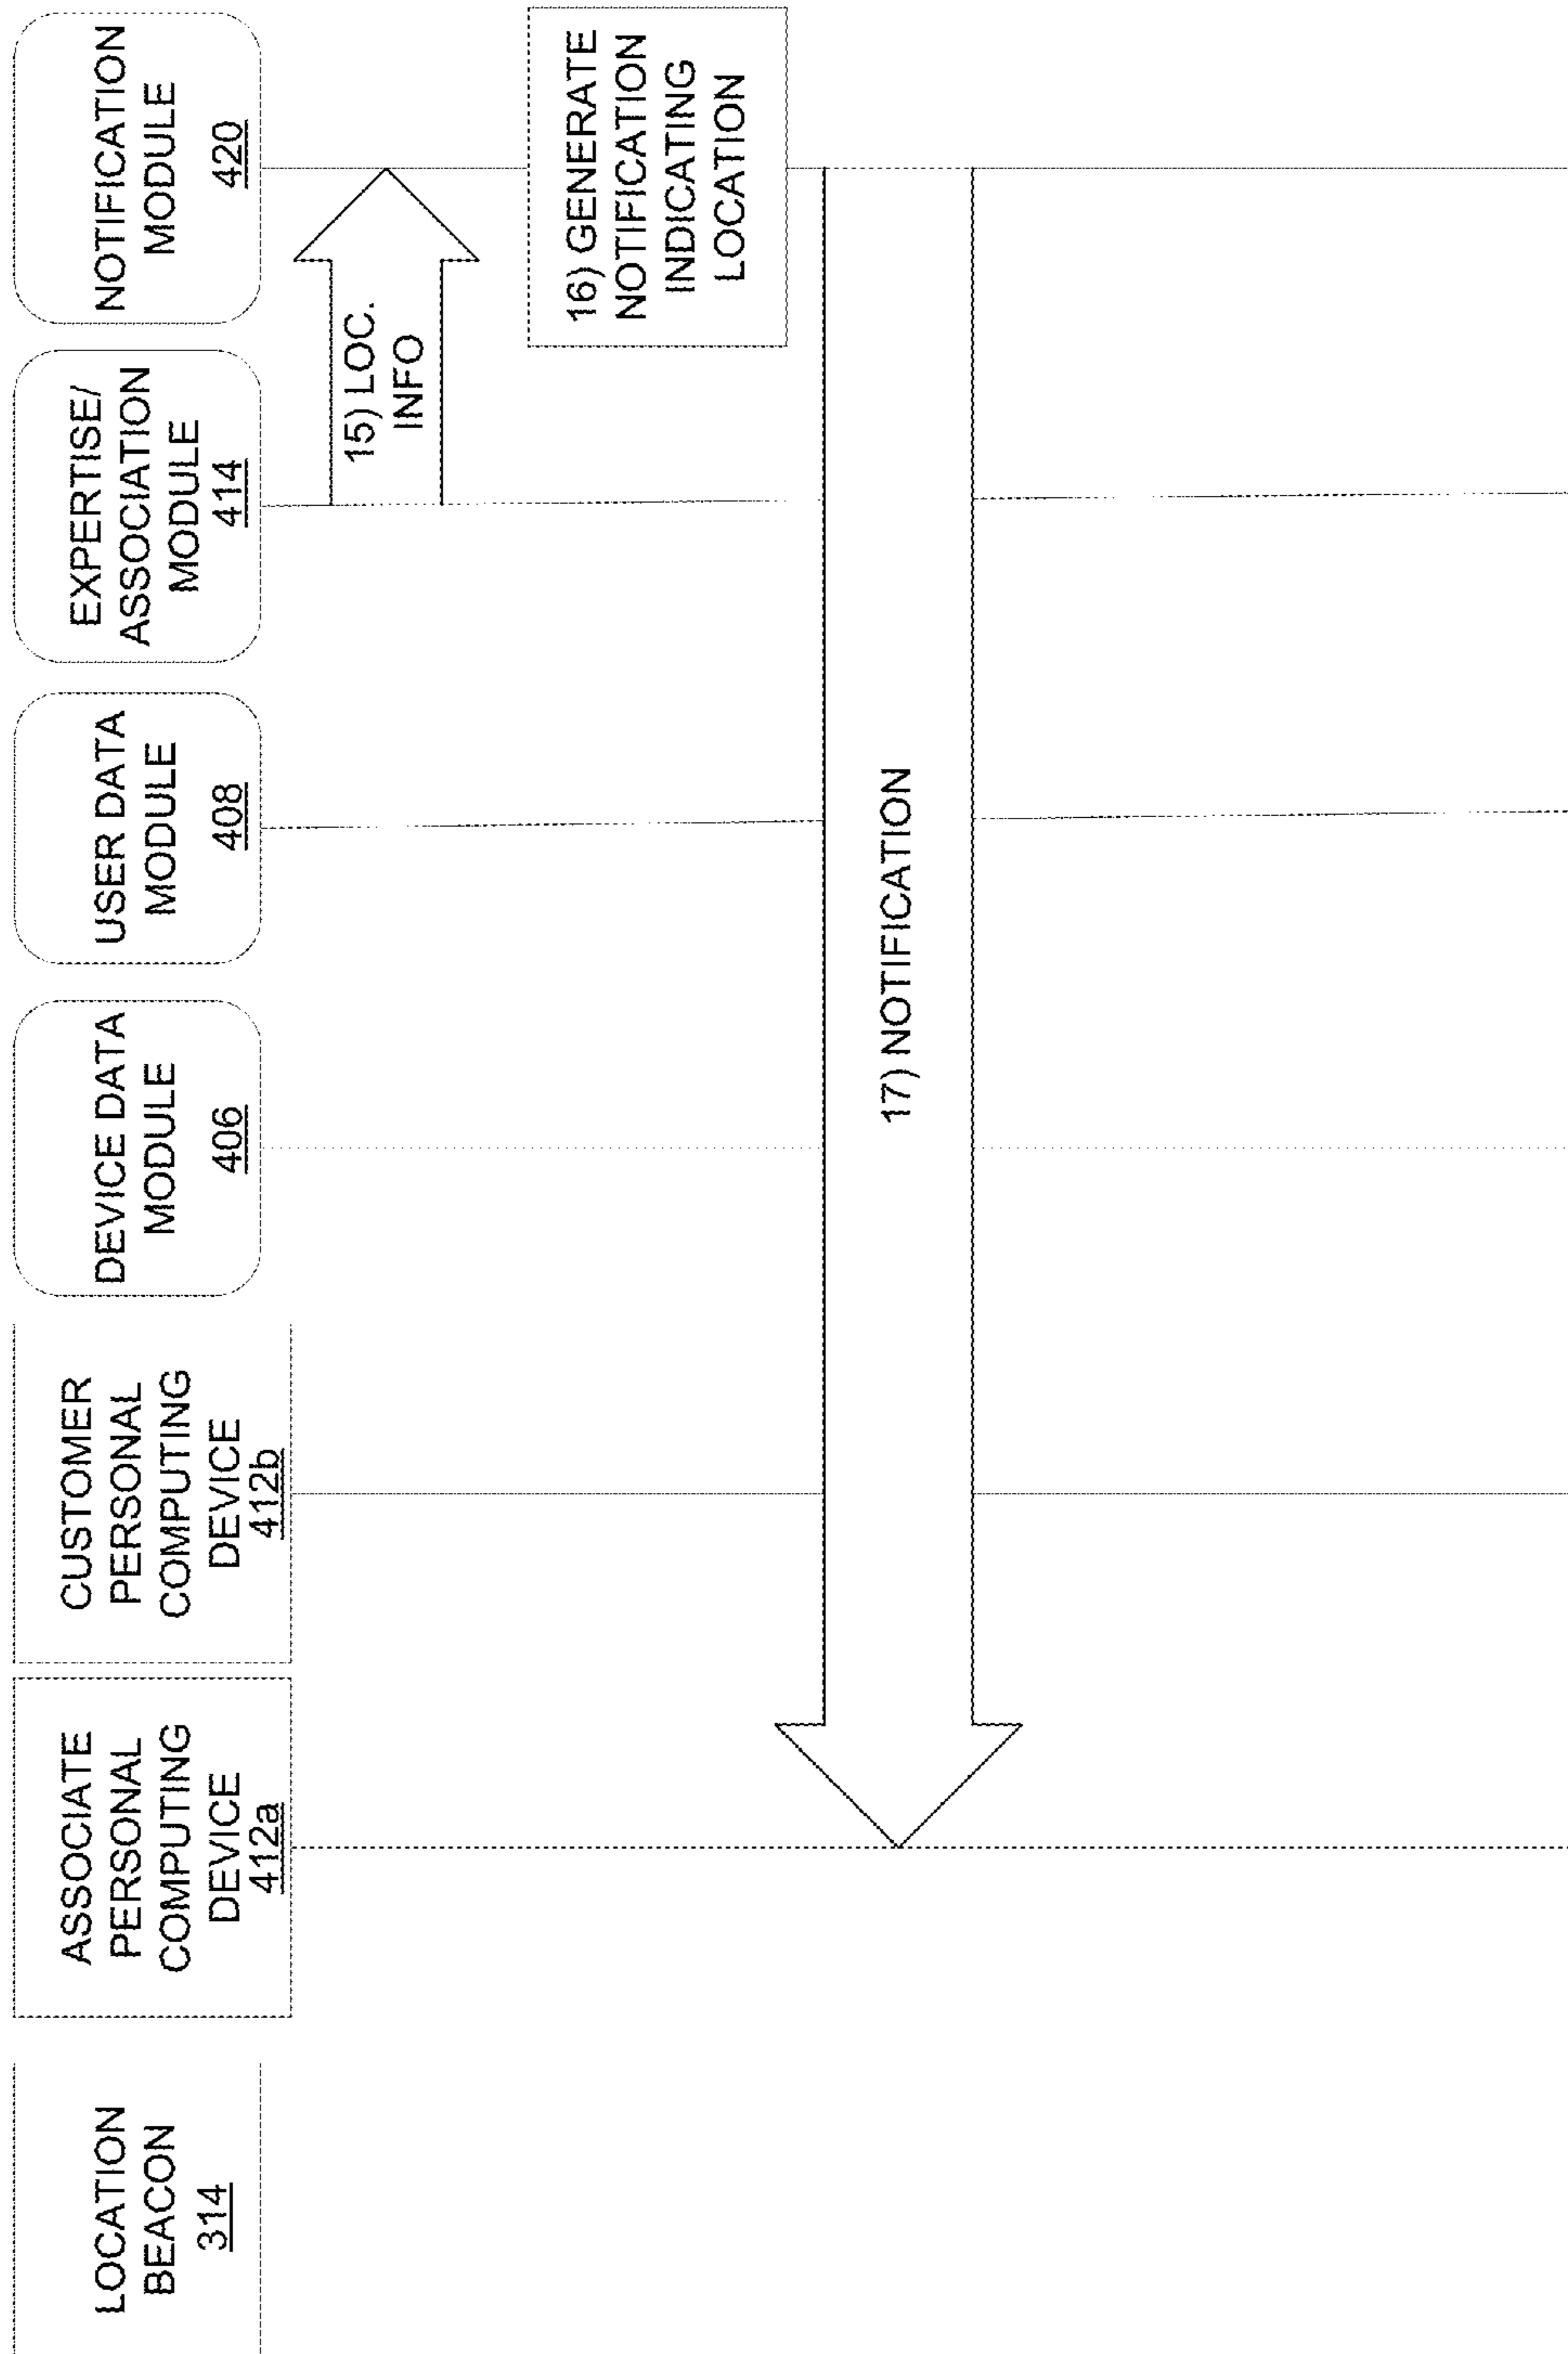 LOCATION
BEACON
314
ASSOCIATE
PERSONAL
COMPUTING
DEVICE
412a
CUSTOMER
PERSONAL
COMPUTING
DEVICE
412b
DEVICE DATA
MODULE
406
USER DATA
MODULE
408
EXPERTISE/
ASSOCIATION
MODULE
414
NOTIFICATION
MODULE
420
15) LOC.
INFO
16) GENERATE
NOTIFICATION
INDICATING
LOCATION
17) NOTIFICATION